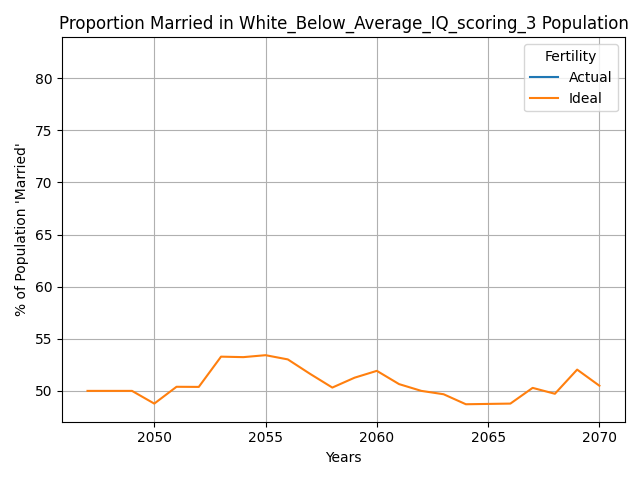 Proportion Married in White_Below_Average_IQ_scoring_3 Population
Fertility
Actual
Ideal
80
75
70
65
60
55
50
% of Population 'Married'
2050
2055
2060
2065
2070
Years